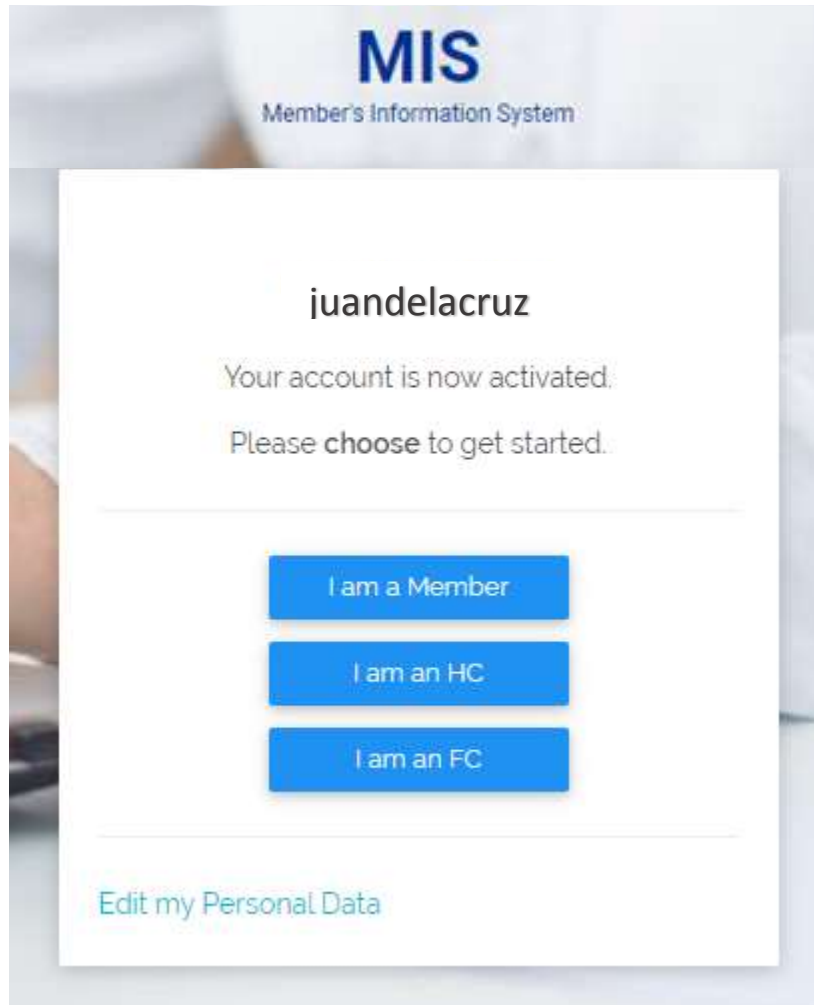 MIS
Member's Information System
juandelacruz
Your account is now activated.
Please choose to get started.
I am a Member
I am an HC
I am an FC
Edit my Personal Data